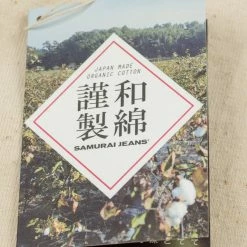 JAPAN MADE
ORGANIC COTTON
和綿
謹製
SAMURAI JEANS